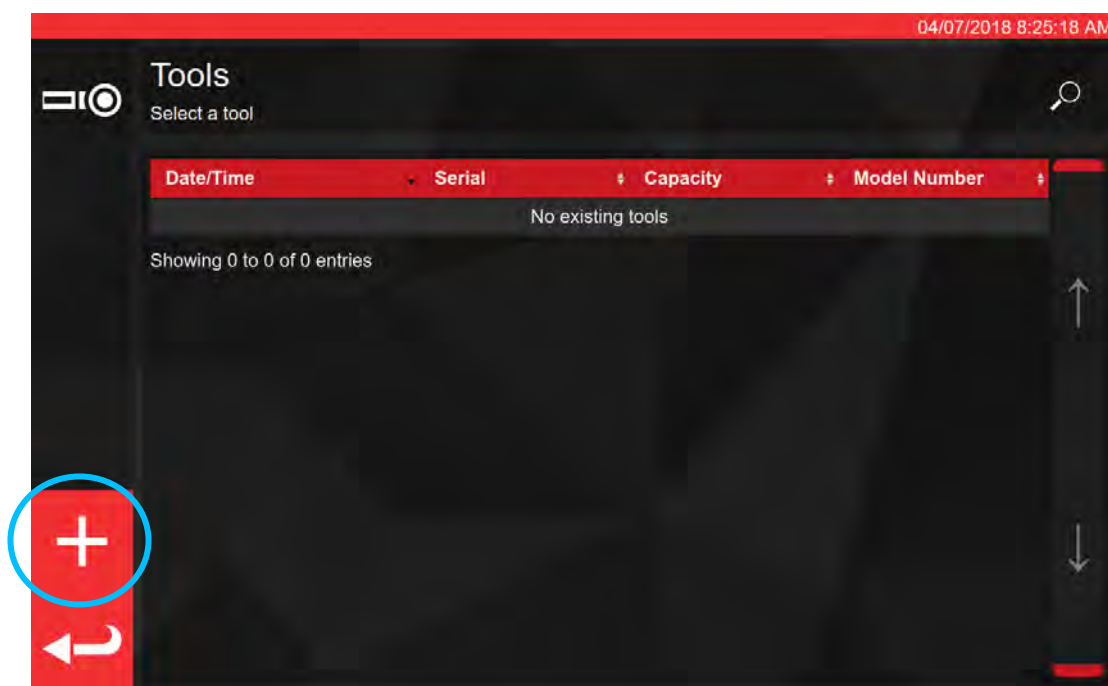 04/07/2018 8:25:18 AM
Tools
Select a tool
Date/Time Serial Capacity Model Number
No existing tools
Showing 0 to 0 of 0 entries